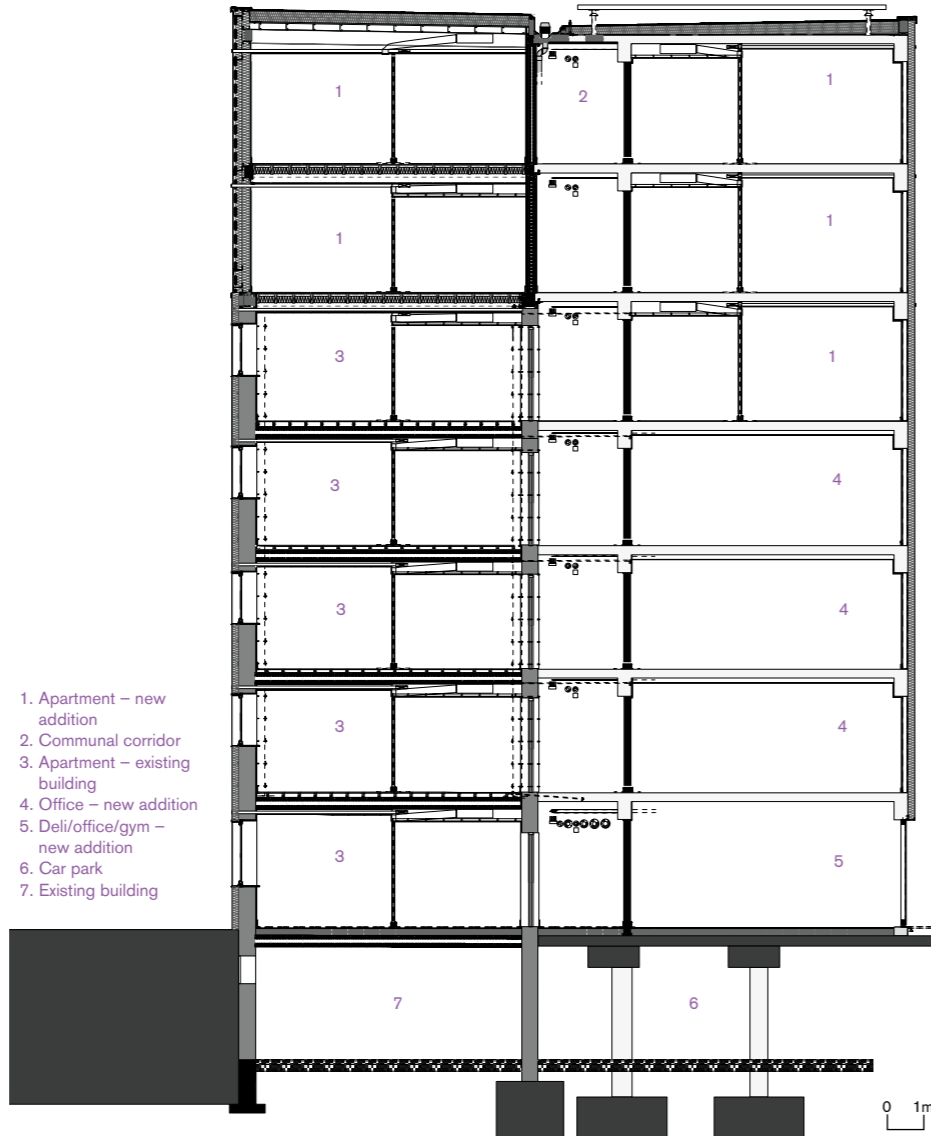 1
2
1
1
1
3
1
3
4
3
4
3
4
3
5
1. Apartment – new
addition
2. Communal corridor
3. Apartment – existing
building
4. Office – new addition
5. Deli/office/gym –
new addition
6. Car park
7. Existing building
7
6
0 1m